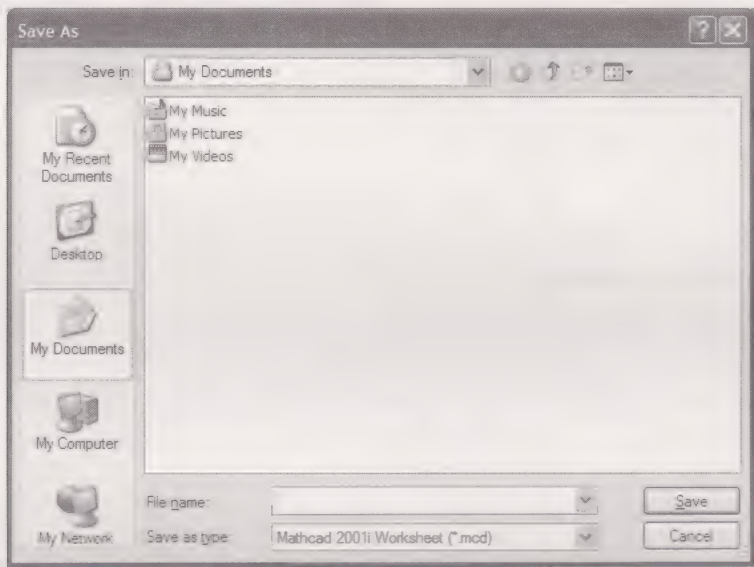 Save As
Save in: My Documents
My Recent
Documents
Desktop
My Documents
My Computer
My Network
My Music
My Pictures
My Videos
File name:
Save
Save as type: Mathcad 2001i Worksheet (*.mcd)
Cancel